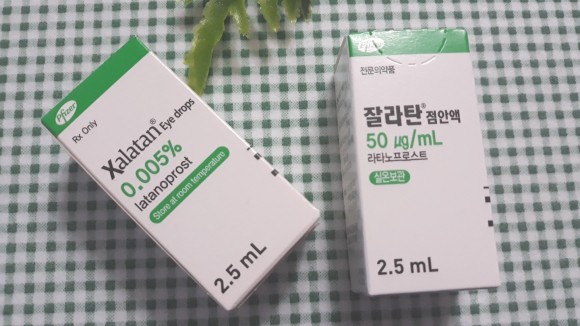 Pfizer
Rx Only
Xalatan® Eye drops
0.005%
latanoprost
Store at room temperature
2.5 mL
Pfizer
전문의약품
잘라탄® 점안액
50 μg/mL
라타노프로스트
실온보관
2.5 mL